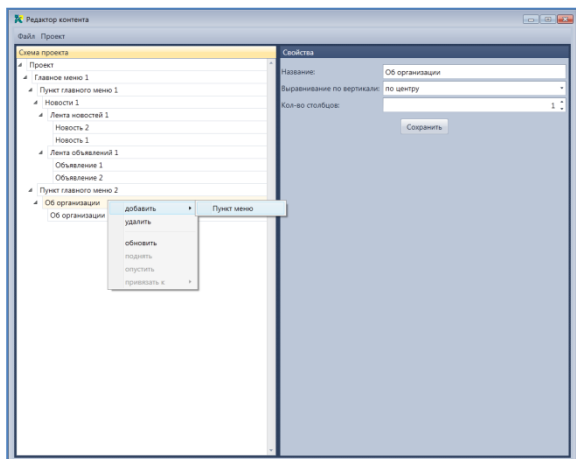 Редактор контента
Файл Проект
Схема проекта
Свойства
Проект
Главное меню 1
Пункт главного меню 1
Новости 1
Лента новостей 1
Новость 2
Новость 1
Лента объявлений 1
Объявление 1
Объявление 2
Пункт главного меню 2
Об организации
Об организации
добавить
Пункт меню
удалить
обновить
поднять
опустить
привязать к
Название: Об организации
Выравнивание по вертикали: по центру
Кол-во столбцов: 1
Сохранить